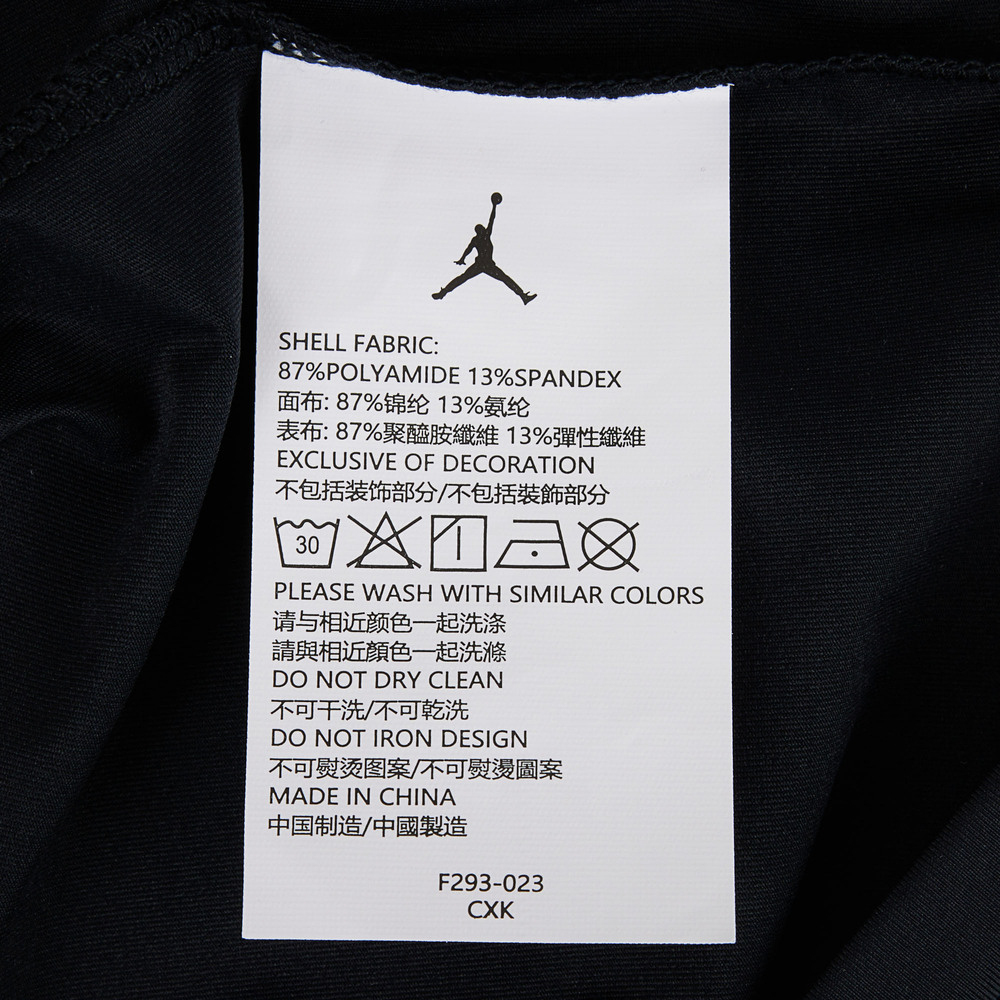 SHELL FABRIC:
87%POLYAMIDE 13%SPANDEX
面布: 87%锦纶 13%氨纶
表布: 87%聚醯胺纖維 13%彈性纖維
EXCLUSIVE OF DECORATION
不包括装饰部分/不包括裝飾部分
30
PLEASE WASH WITH SIMILAR COLORS
请与相近颜色一起洗涤
請與相近顏色一起洗滌
DO NOT DRY CLEAN
不可干洗/不可乾洗
DO NOT IRON DESIGN
不可熨烫图案/不可熨燙圖案
MADE IN CHINA
中国制造/中國製造
F293-023
CXK